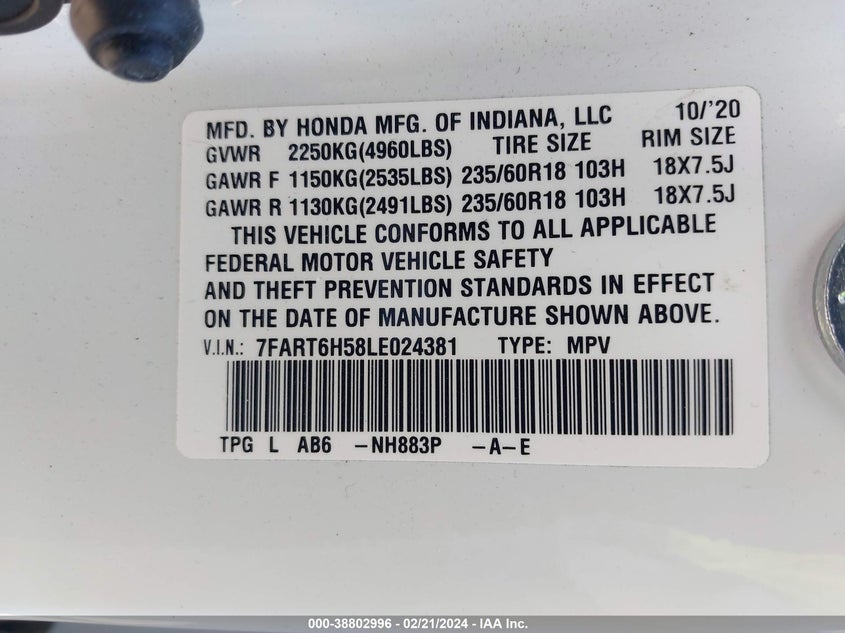 MFD. BY HONDA MFG. OF INDIANA, LLC 10/'20
GVWR 2250KG(4960LBS) TIRE SIZE RIM SIZE
GAWR F 1150KG(2535LBS) 235/60R18 103H 18X7.5J
GAWR R 1130KG(2491LBS) 235/60R18 103H 18X7.5J
THIS VEHICLE CONFORMS TO ALL APPLICABLE
FEDERAL MOTOR VEHICLE SAFETY
AND THEFT PREVENTION STANDARDS IN EFFECT
ON THE DATE OF MANUFACTURE SHOWN ABOVE.
V.I.N.: 7FART6H58LE024381 TYPE: MPV
TPG L AB6 -NH883P -A-E
000-38802996 - 02/21/2024 - IAA Inc.